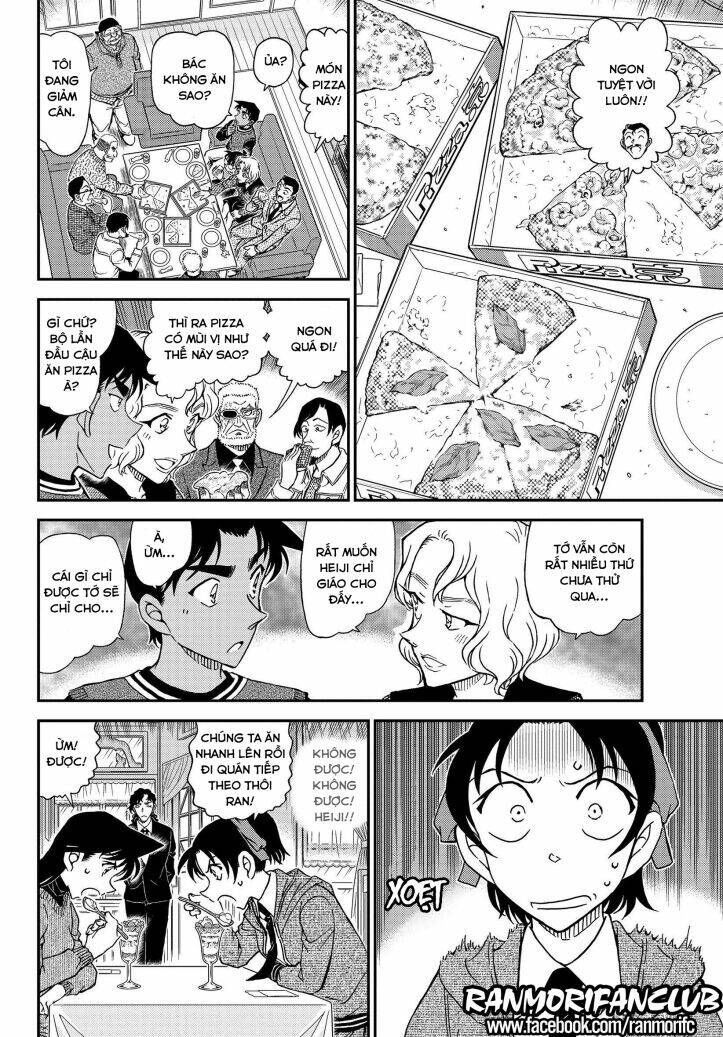 NGON
TUYỆT VỜI
LUÔN!!
MÓN
PIZZA
NÀY!
ỦA?
BÁC
KHÔNG ĂN
SAO?
TÔI
ĐANG
GIẢM
CÂN.
Pizza
Pizza
NGON
QUÁ ĐI!
THÌ RA PIZZA
CÓ MÙI VỊ NHƯ
THẾ NÀY SAO?
GÌ CHỨ?
BỘ LẦN
ĐẦU CẬU
ĂN PIZZA
À?
TỚ VẪN CÒN
RẤT NHIỀU THỨ
CHƯA THỬ
QUA...
RẤT MUỐN
HEIJI CHỈ
GIÁO CHO
ĐẤY...
À,
ỪM...
CÁI GÌ CHỈ
ĐƯỢC TỚ SẼ
CHỈ CHO...
XOẸT
KHÔNG
ĐƯỢC!
KHÔNG
ĐƯỢC!
HEIJI!!
CHÚNG TA ĂN
NHANH LÊN RỒI
ĐI QUÁN TIẾP
THEO THÔI
RAN!
ỪM!
ĐƯỢC!
RANMORIFANCLUB
www.facebook.com/ranmorifc